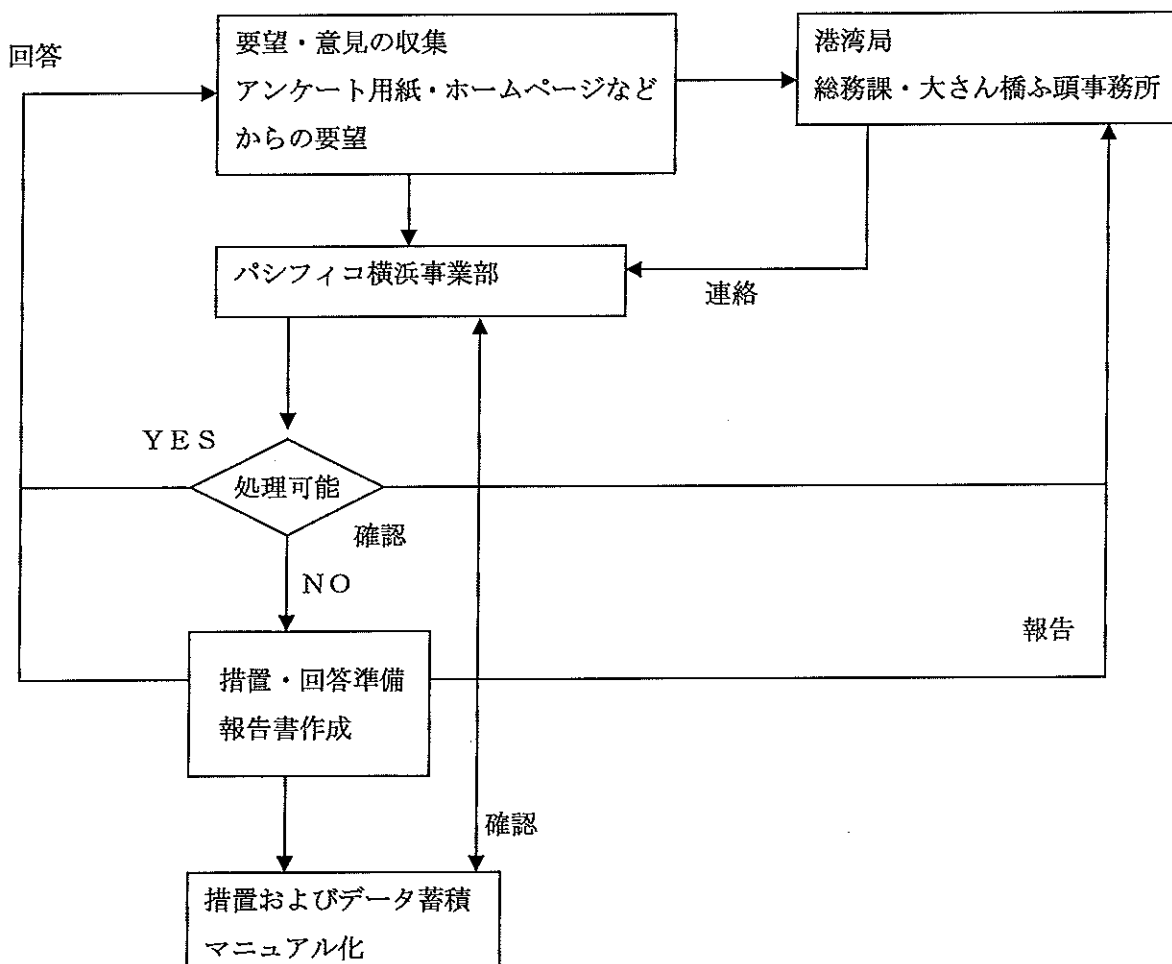 回答
要望・意見の収集
アンケート用紙・ホームページなど
からの要望
港湾局
総務課・大さん橋ふ頭事務所
パシフィコ横浜事業部
連絡
ＹＥＳ
処理可能
確認
ＮＯ
報告
措置・回答準備
報告書作成
確認
措置およびデータ蓄積
マニュアル化